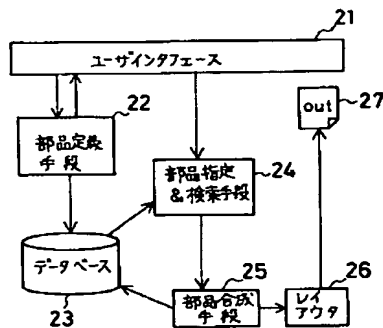 21
ユーザインタフェース
22
部品定義
手段
24
部品指定
&検索手段
out
27
データベース
23
25
部品合成
手段
26
レイ
アウタ